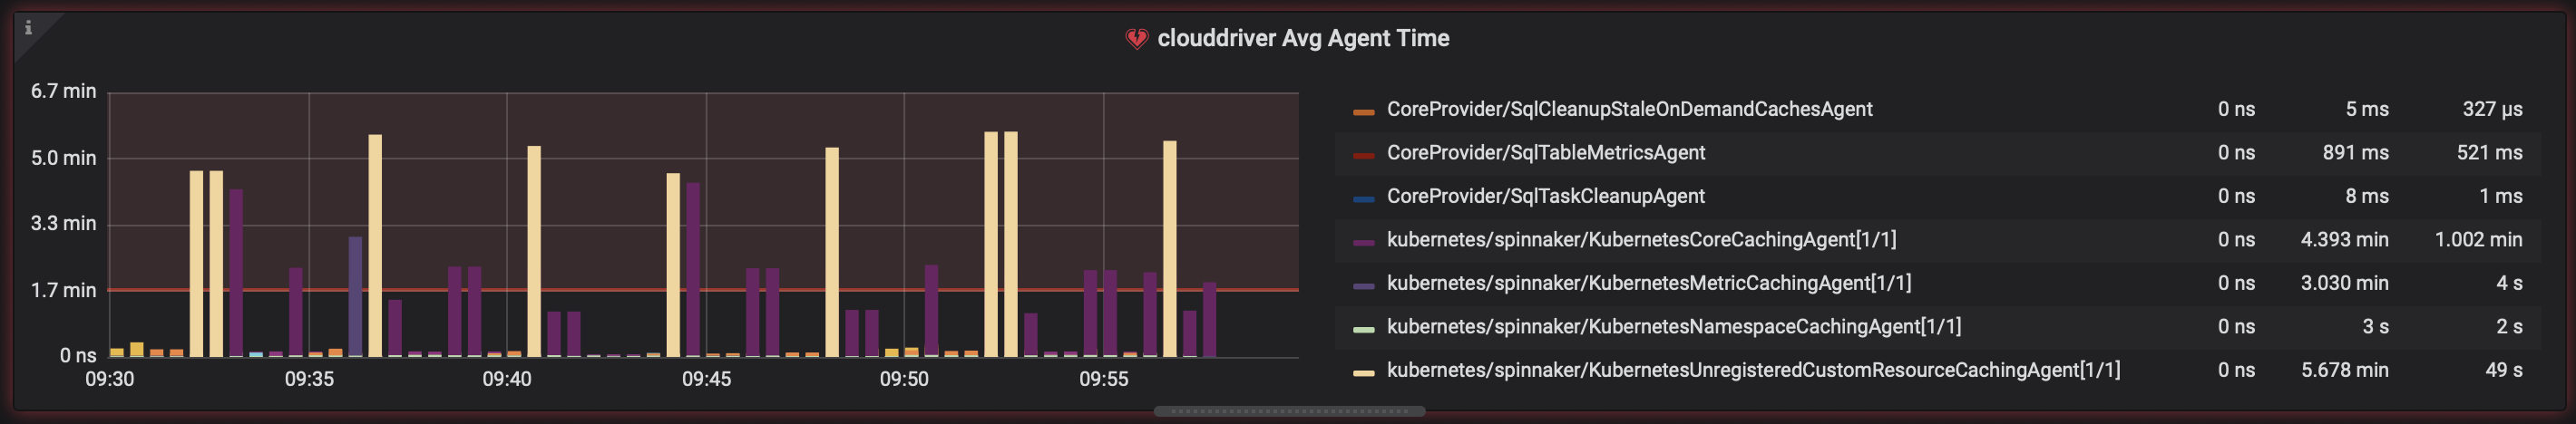 i
clouddriver Avg Agent Time
6.7 min
5.0 min
3.3 min
1.7 min
0 ns
09:30 09:35 09:40 09:45 09:50 09:55
CoreProvider/SqlCleanupStaleOnDemandCachesAgent 0 ns 5 ms 327 µs
CoreProvider/SqlTableMetricsAgent 0 ns 891 ms 521 ms
CoreProvider/SqlTaskCleanupAgent 0 ns 8 ms 1 ms
kubernetes/spinnaker/KubernetesCoreCachingAgent[1/1] 0 ns 4.393 min 1.002 min
kubernetes/spinnaker/KubernetesMetricCachingAgent[1/1] 0 ns 3.030 min 4 s
kubernetes/spinnaker/KubernetesNamespaceCachingAgent[1/1] 0 ns 3 s 2 s
kubernetes/spinnaker/KubernetesUnregisteredCustomResourceCachingAgent[1/1] 0 ns 5.678 min 49 s